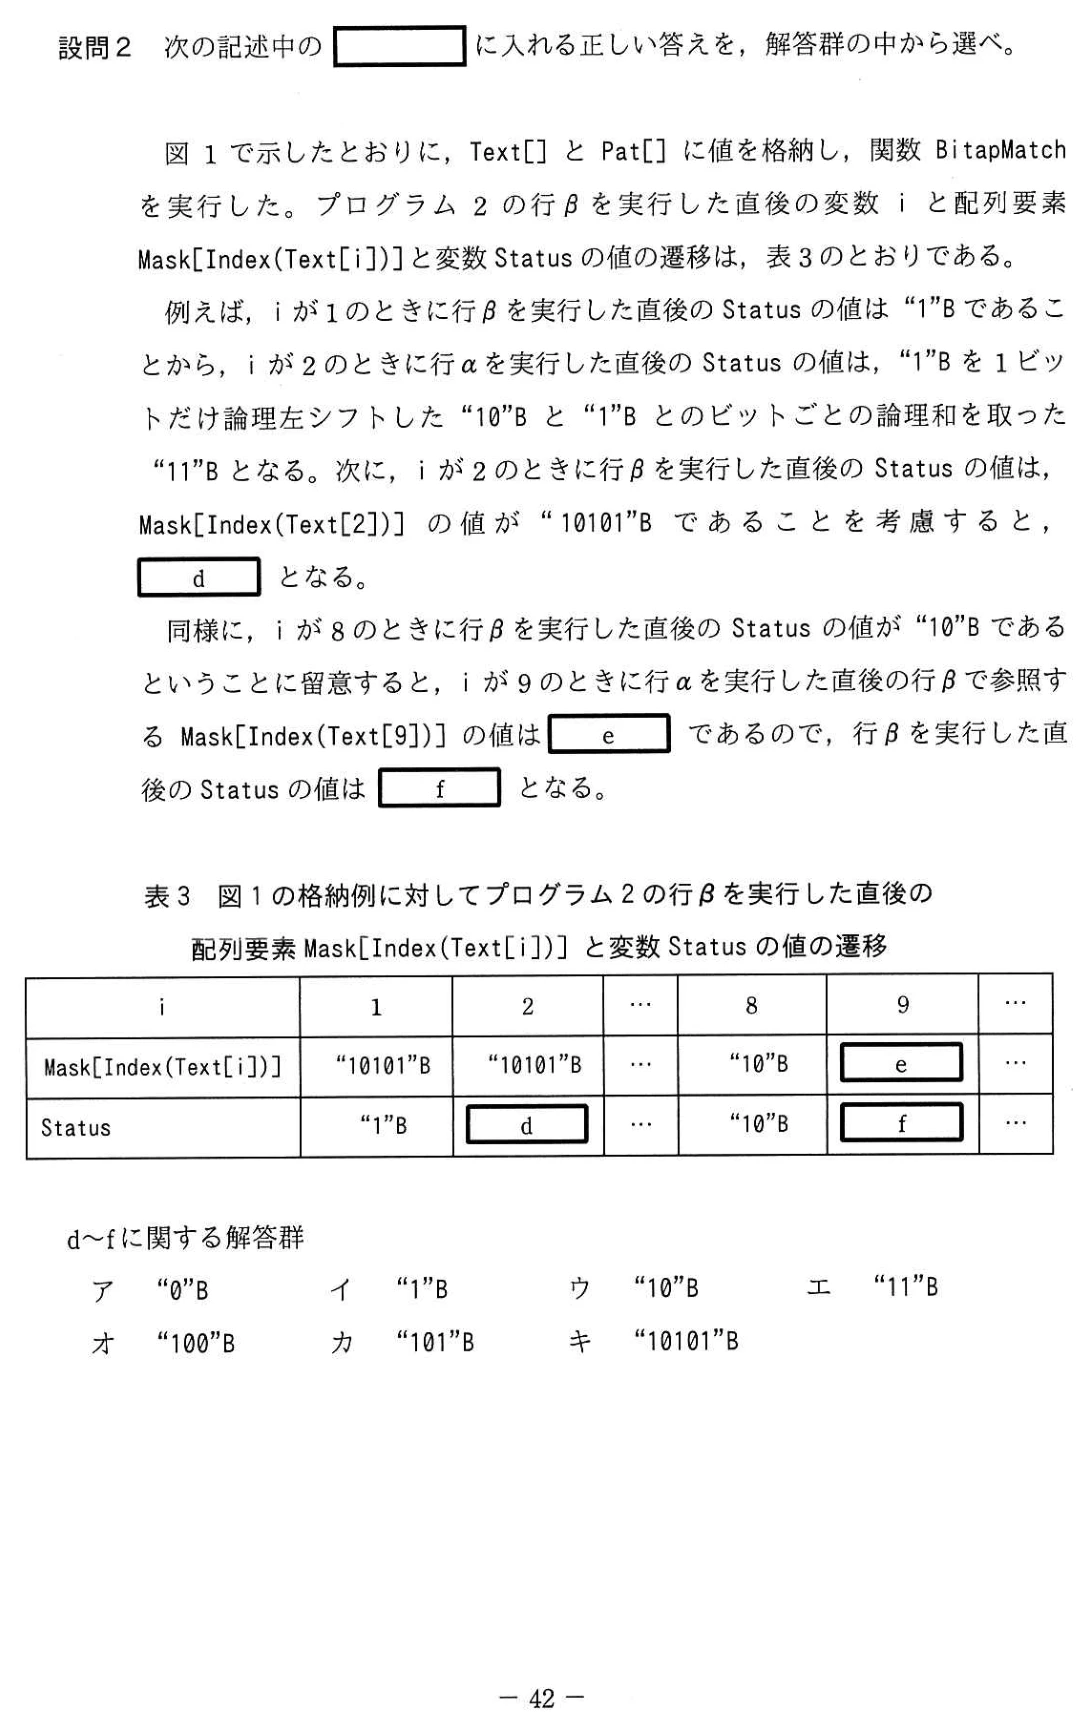 設問2 次の記述中の に入れる正しい答えを，解答群の中から選べ。
図 1 で示したとおりに，Text[] と Pat[] に値を格納し，関数 BitapMatch
を実行した。プログラム 2 の行βを実行した直後の変数 i と配列要素
Mask[Index(Text[i])]と変数 Status の値の遷移は，表3のとおりである。
例えば，i が1のときに行βを実行した直後の Status の値は “1”B であるこ
とから，i が2のときに行αを実行した直後の Status の値は，“1”B を 1 ビッ
トだけ論理左シフトした “10”B と “1”B とのビットごとの論理和を取った
“11”B となる。次に，i が2のときに行βを実行した直後の Status の値は，
Mask[Index(Text[2])] の値が “10101”B であることを考慮すると，
d となる。
同様に，i が8のときに行βを実行した直後の Status の値が “10”B である
ということに留意すると，i が9のときに行αを実行した直後の行βで参照す
る Mask[Index(Text[9])] の値は e であるので，行βを実行した直
後の Status の値は f となる。
表3 図1の格納例に対してプログラム2の行βを実行した直後の
配列要素 Mask[Index(Text[i])] と変数 Status の値の遷移
i 1 2 … 8 9 …
Mask[Index(Text[i])] “10101”B “10101”B … “10”B e …
Status “1”B d … “10”B f …
d～fに関する解答群
ア “0”B イ “1”B ウ “10”B エ “11”B
オ “100”B カ “101”B キ “10101”B
－ 42 －